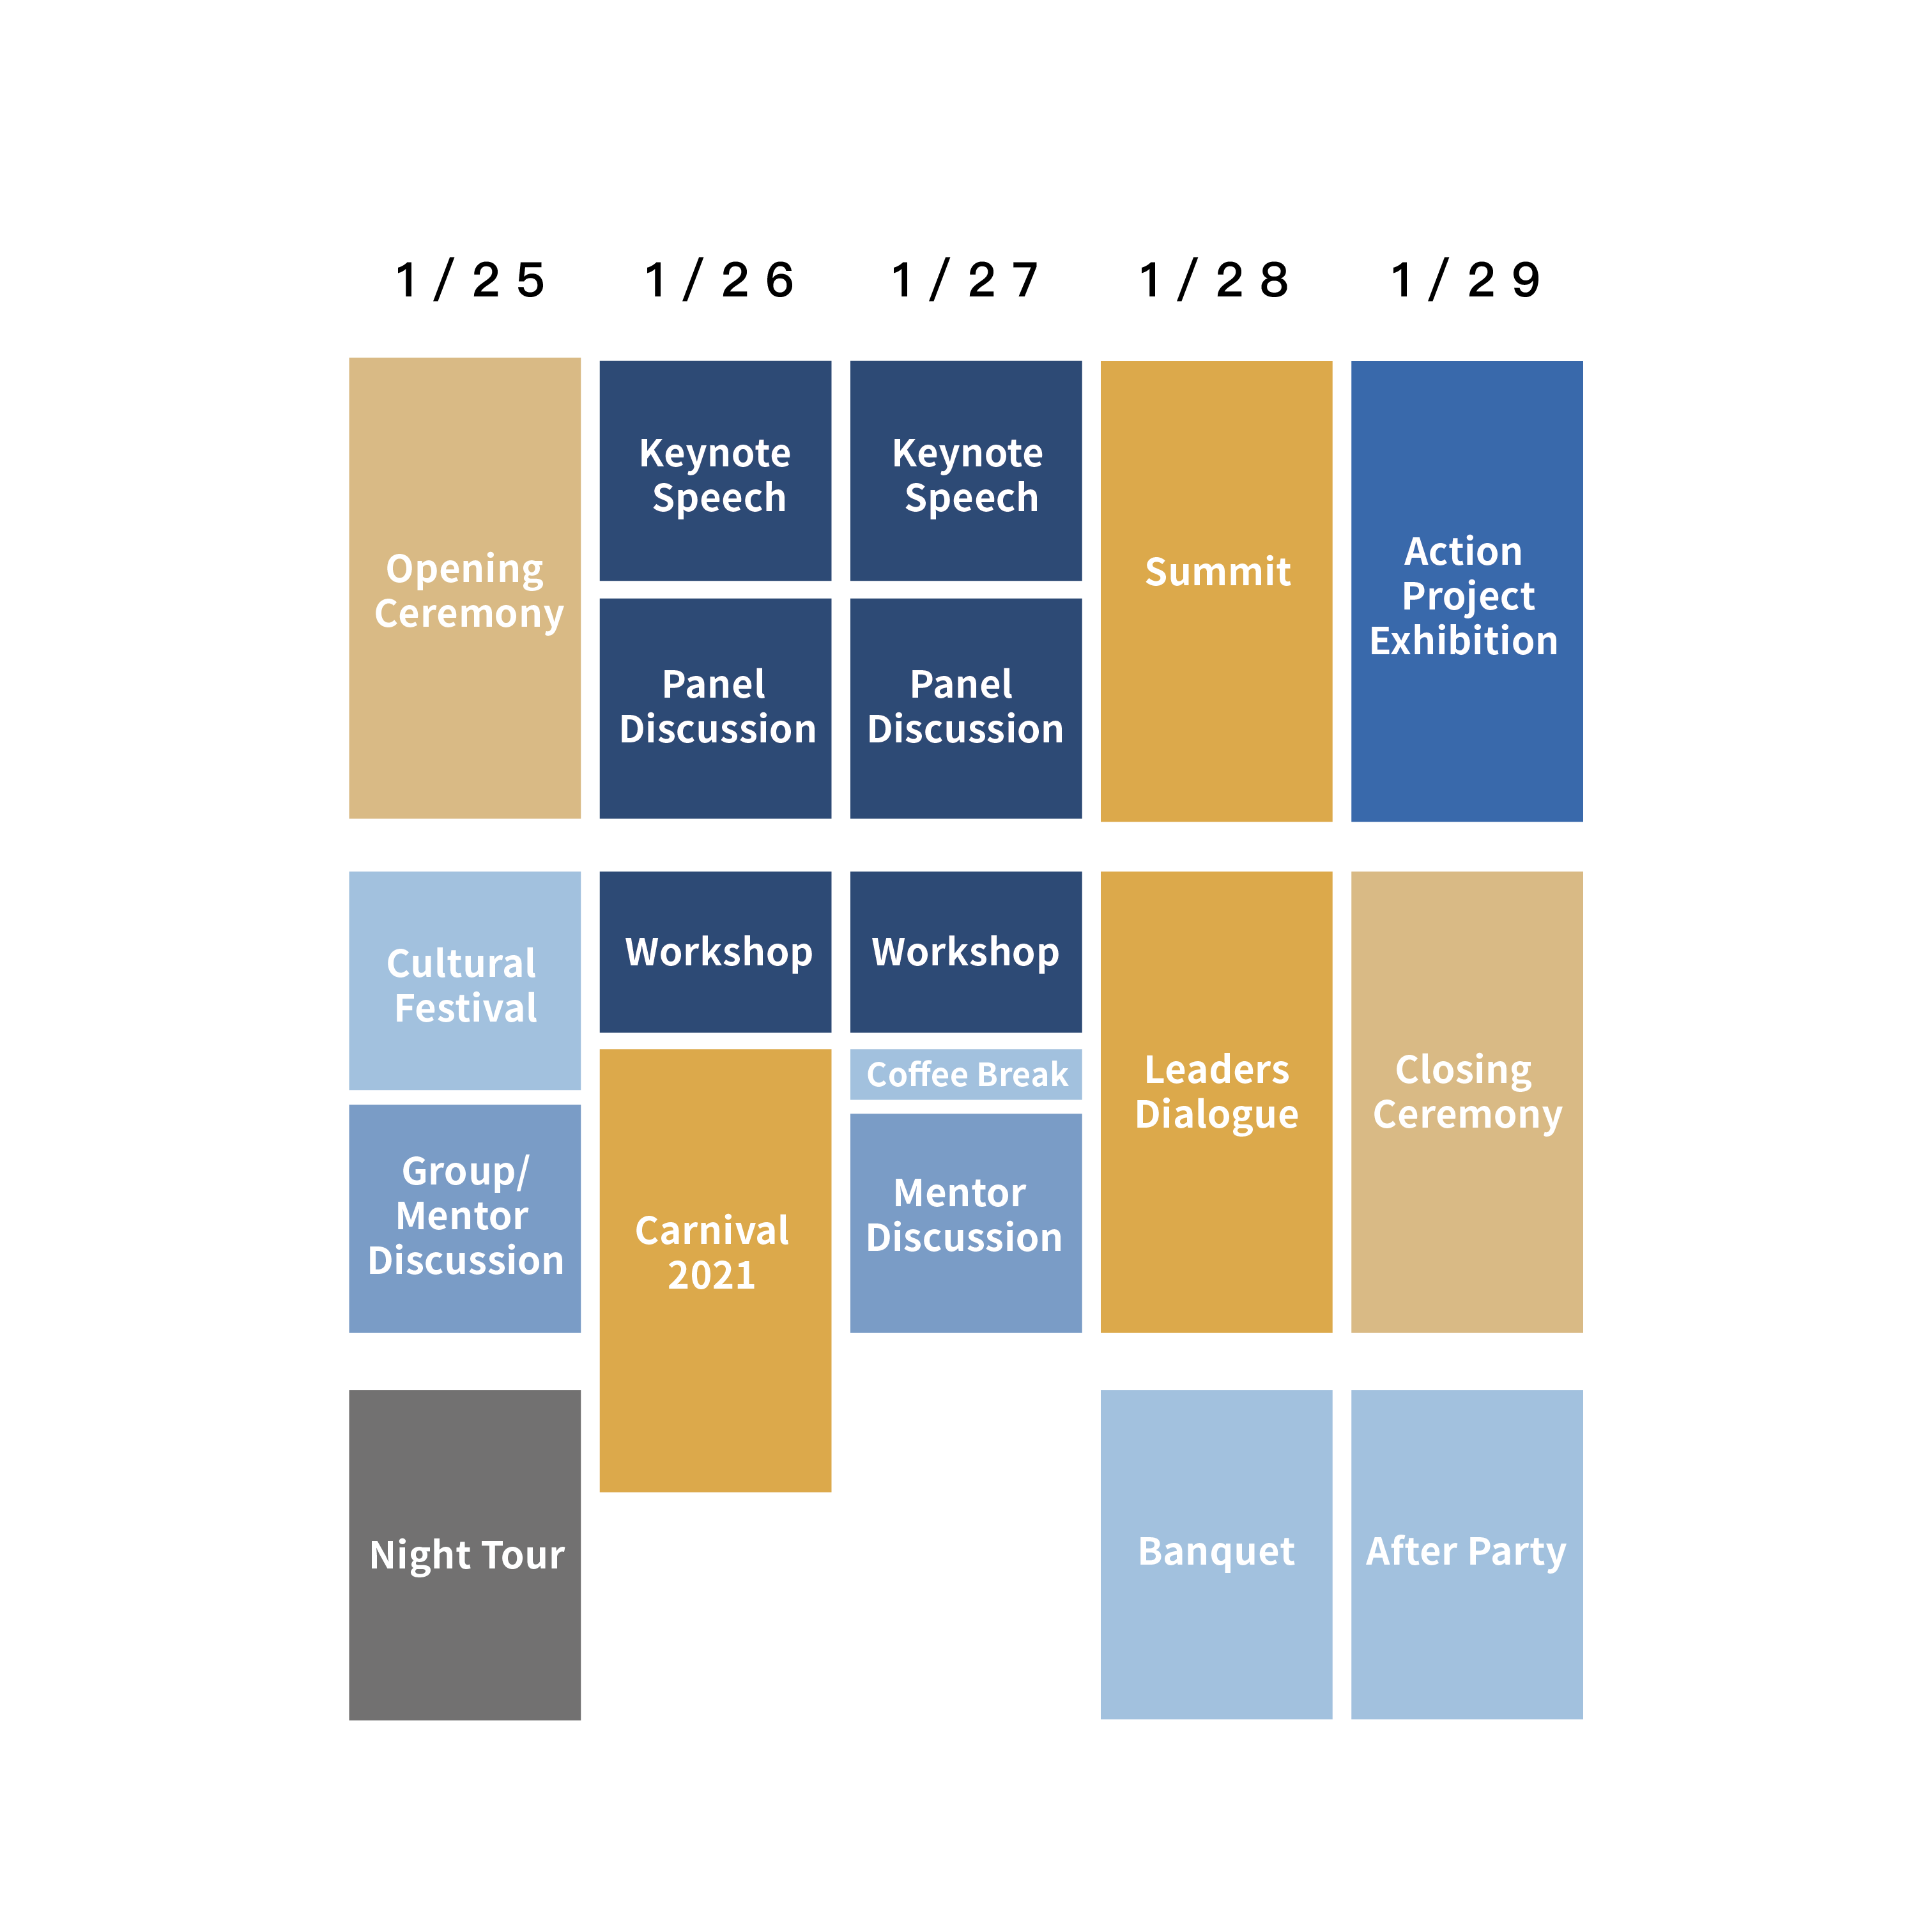 1/25
1/26
1/27
1/28
1/29
Opening
Ceremony
Keynote
Speech
Keynote
Speech
Summit
Action
Project
Exhibition
Panel
Discussion
Panel
Discussion
Cultural
Festival
Workshop
Workshop
Leaders
Dialogue
Closing
Ceremony
Coffee Break
Group/
Mentor
Discussion
Carnival
2021
Mentor
Discussion
Night Tour
Banquet
After Party